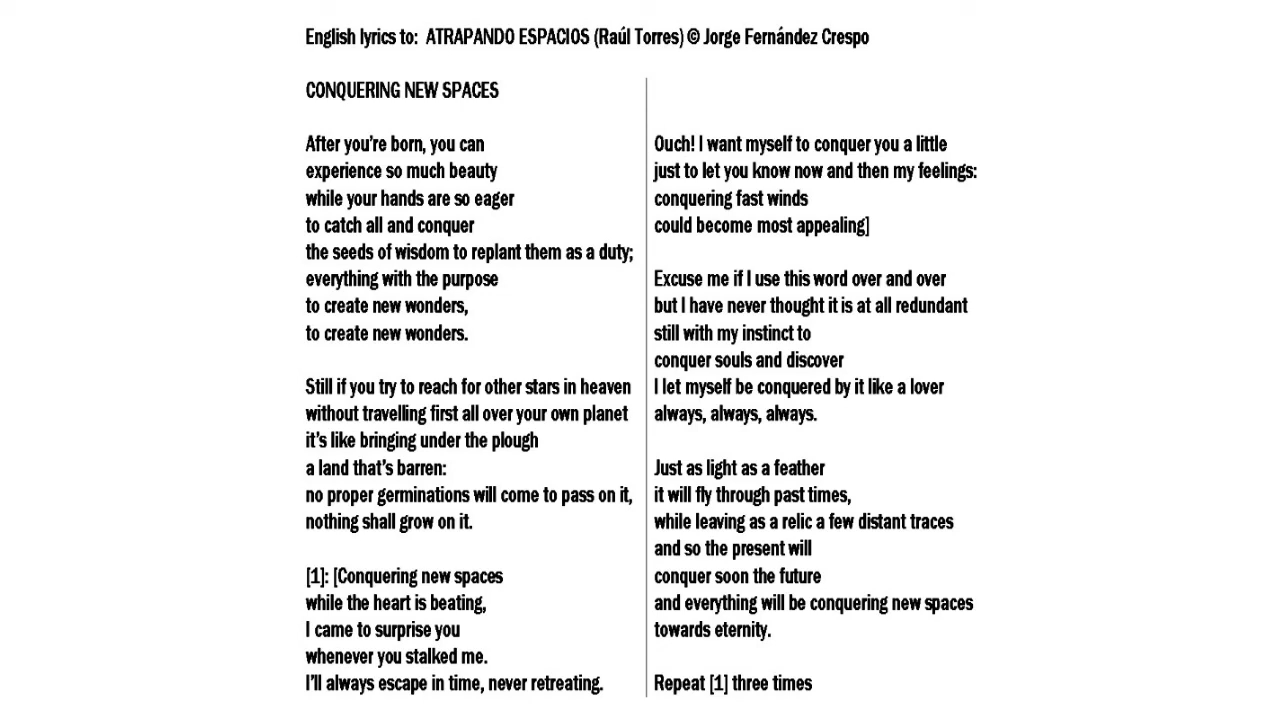 English lyrics to: ATRAPANDO ESPACIOS (Raúl Torres) © Jorge Fernández Crespo
CONQUERING NEW SPACES
After you're born, you can
experience so much beauty
while your hands are so eager
to catch all and conquer
the seeds of wisdom to replant them as a duty;
everything with the purpose
to create new wonders,
to create new wonders.
Still if you try to reach for other stars in heaven
without travelling first all over your own planet
it's like bringing under the plough
a land that's barren:
no proper germinations will come to pass on it,
nothing shall grow on it.
[1]: [Conquering new spaces
while the heart is beating,
I came to surprise you
whenever you stalked me.
I'll always escape in time, never retreating.
Ouch! I want myself to conquer you a little
just to let you know now and then my feelings:
conquering fast winds
could become most appealing]
Excuse me if I use this word over and over
but I have never thought it is at all redundant
still with my instinct to
conquer souls and discover
I let myself be conquered by it like a lover
always, always, always.
Just as light as a feather
it will fly through past times,
while leaving as a relic a few distant traces
and so the present will
conquer soon the future
and everything will be conquering new spaces
towards eternity.
Repeat [1] three times